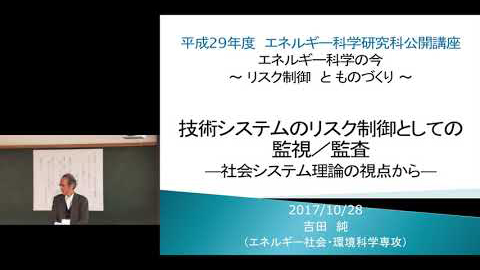 平成29年度 エネルギー科学研究科公開講座
エネルギー科学の今
~ リスク制御 と ものづくり ~
技術システムのリスク制御としての
監視/監査
―社会システム理論の視点から―
2017/10/28
吉田 純
(エネルギー社会・環境科学専攻)